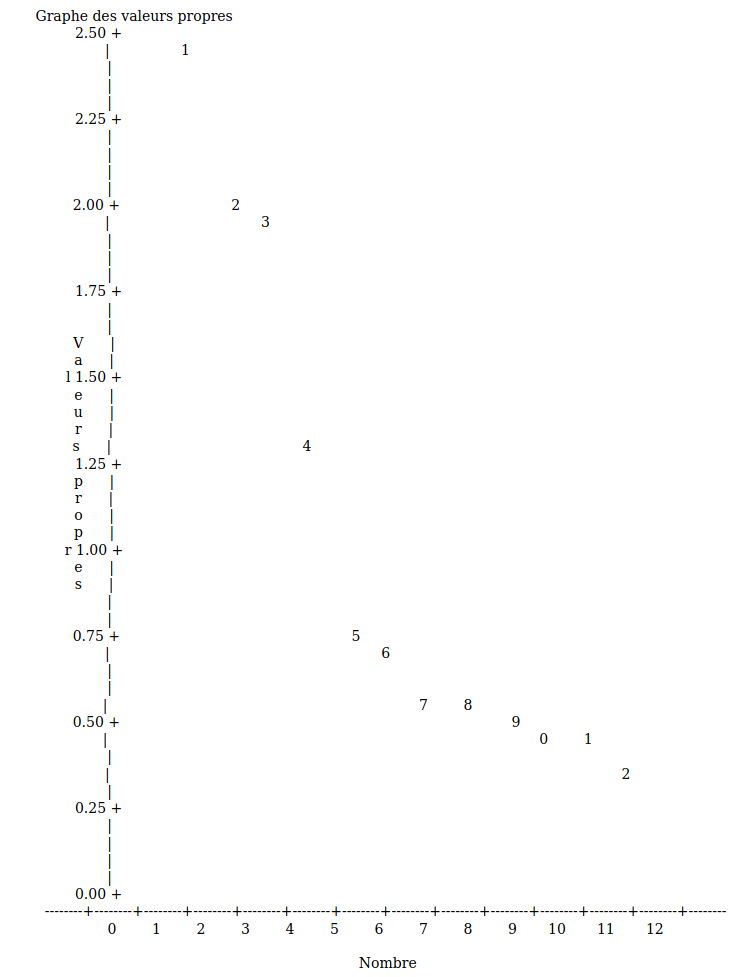 Graphe des valeurs propres
2.50 +
| 1
|
|
|
2.25 +
|
|
|
|
2.00 + 2
| 3
|
|
|
1.75 +
|
|
V |
a |
l 1.50 +
e |
u |
r |
s | 4
1.25 +
p |
r |
o |
p |
r 1.00 +
e |
s |
|
|
0.75 + 5
| 6
|
|
| 7 8
0.50 + 9
| 0 1
|
| 2
|
0.25 +
|
|
|
|
0.00 +
--------+--------+--------+--------+--------+--------+--------+--------+--------+--------+--------+--------+--------+--------
0 1 2 3 4 5 6 7 8 9 10 11 12
Nombre